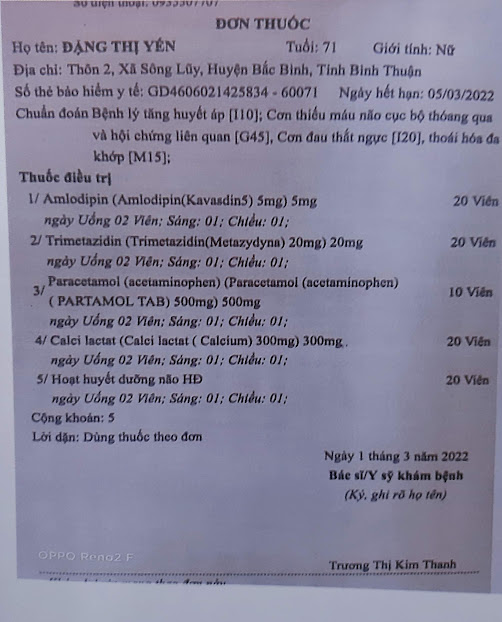 Số điện thoại: 0933507707
ĐƠN THUỐC
Họ tên: ĐẶNG THỊ YẾN Tuổi: 71 Giới tính: Nữ
Địa chỉ: Thôn 2, Xã Sông Lũy, Huyện Bắc Bình, Tỉnh Bình Thuận
Số thẻ bảo hiểm y tế: GD4606021425834 - 60071 Ngày hết hạn: 05/03/2022
Chuẩn đoán Bệnh lý tăng huyết áp [I10]; Cơn thiếu máu não cục bộ thóang qua
và hội chứng liên quan [G45], Cơn đau thắt ngực [I20], thoái hóa đa
khớp [M15];
Thuốc điều trị
1/ Amlodipin (Amlodipin(Kavasdin5) 5mg) 5mg 20 Viên
ngày Uống 02 Viên; Sáng: 01; Chiều: 01;
2/ Trimetazidin (Trimetazidin(Metazydyna) 20mg) 20mg 20 Viên
ngày Uống 02 Viên; Sáng: 01; Chiều: 01;
3/ Paracetamol (acetaminophen) (Paracetamol (acetaminophen)
( PARTAMOL TAB) 500mg) 500mg 10 Viên
ngày Uống 02 Viên; Sáng: 01; Chiều: 01;
4/ Calci lactat (Calci lactat ( Calcium) 300mg) 300mg. 20 Viên
ngày Uống 02 Viên; Sáng: 01; Chiều: 01;
5/ Hoạt huyết dưỡng não HĐ 20 Viên
ngày Uống 02 Viên; Sáng: 01; Chiều: 01;
Cộng khoản: 5
Lời dặn: Dùng thuốc theo đơn
Ngày 1 tháng 3 năm 2022
Bác sĩ/Y sỹ khám bệnh
(Ký, ghi rõ họ tên)
OPPO Reno2 F
Trương Thị Kim Thanh